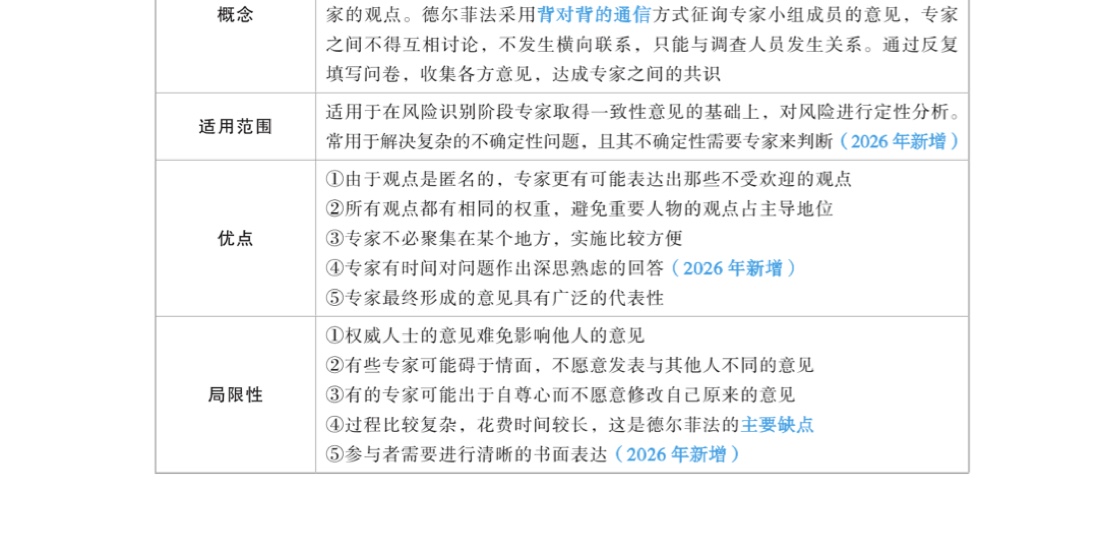 概念
家的观点。德尔菲法采用背对背的通信方式征询专家小组成员的意见，专家
之间不得互相讨论，不发生横向联系，只能与调查人员发生关系。通过反复
填写问卷，收集各方意见，达成专家之间的共识
适用范围
适用于在风险识别阶段专家取得一致性意见的基础上，对风险进行定性分析。
常用于解决复杂的不确定性问题，且其不确定性需要专家来判断（2026 年新增）
优点
①由于观点是匿名的，专家更有可能表达出那些不受欢迎的观点
②所有观点都有相同的权重，避免重要人物的观点占主导地位
③专家不必聚集在某个地方，实施比较方便
④专家有时间对问题作出深思熟虑的回答（2026 年新增）
⑤专家最终形成的意见具有广泛的代表性
局限性
①权威人士的意见难免影响他人的意见
②有些专家可能碍于情面，不愿意发表与其他人不同的意见
③有的专家可能出于自尊心而不愿意修改自己原来的意见
④过程比较复杂，花费时间较长，这是德尔菲法的主要缺点
⑤参与者需要进行清晰的书面表达（2026 年新增）